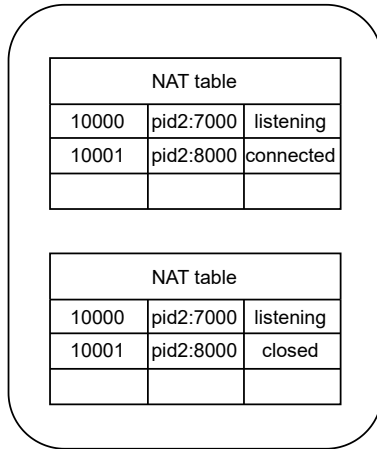 NAT table
10000 pid2:7000 listening
10001 pid2:8000 connected
NAT table
10000 pid2:7000 listening
10001 pid2:8000 closed